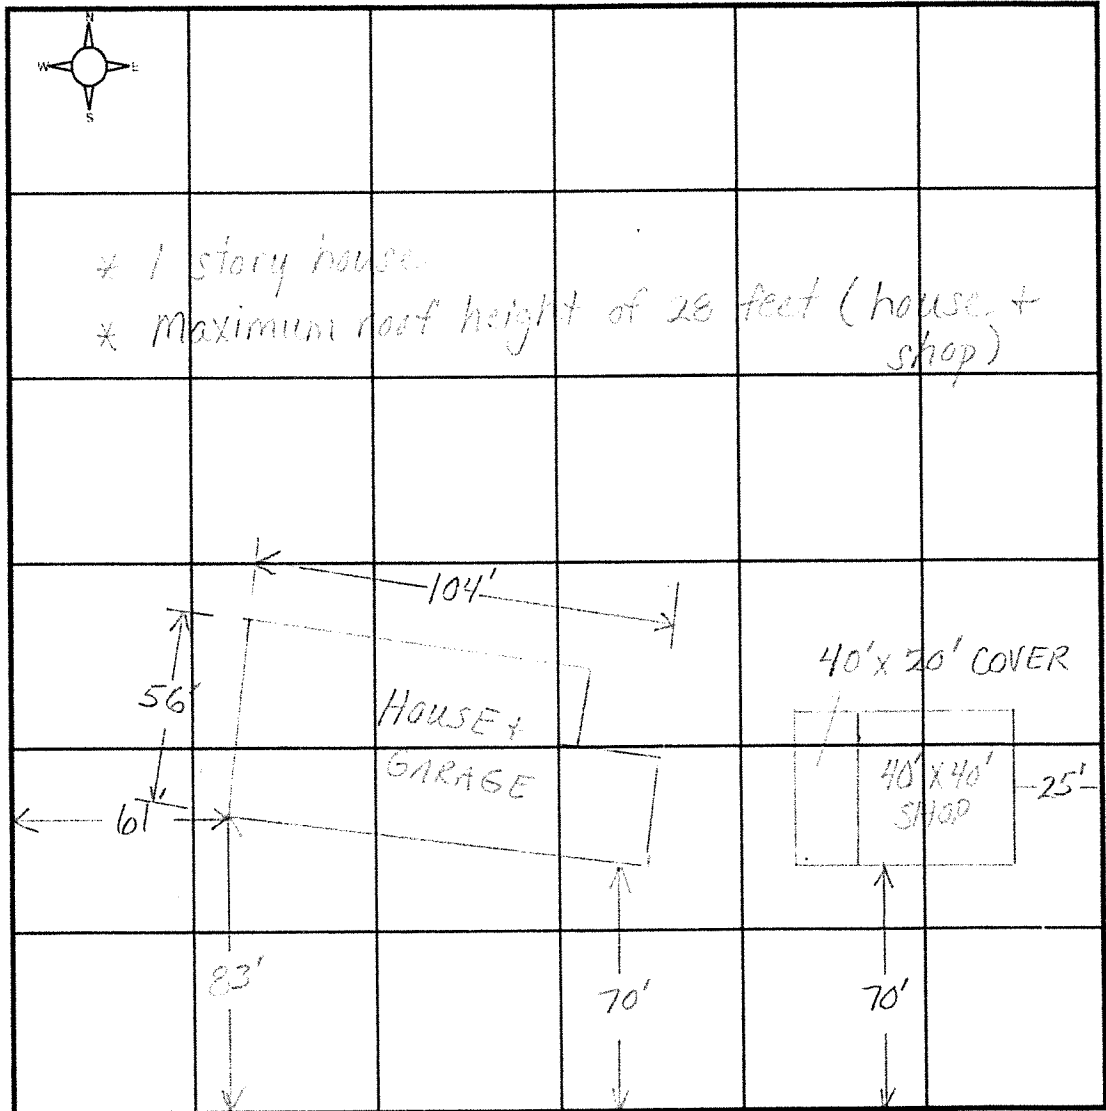 N
W E
S
* 1 story house
* Maximum roof height of 28 feet (house +
shop)
104'
56'
40' x 20' COVER
HOUSE +
GARAGE
40' X 40'
SHOP
25'
61'
83'
70'
70'